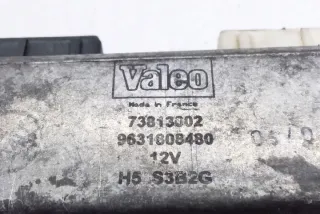 Valeo
Made in France
73813302
9631808480
12V
H5 S3B2G